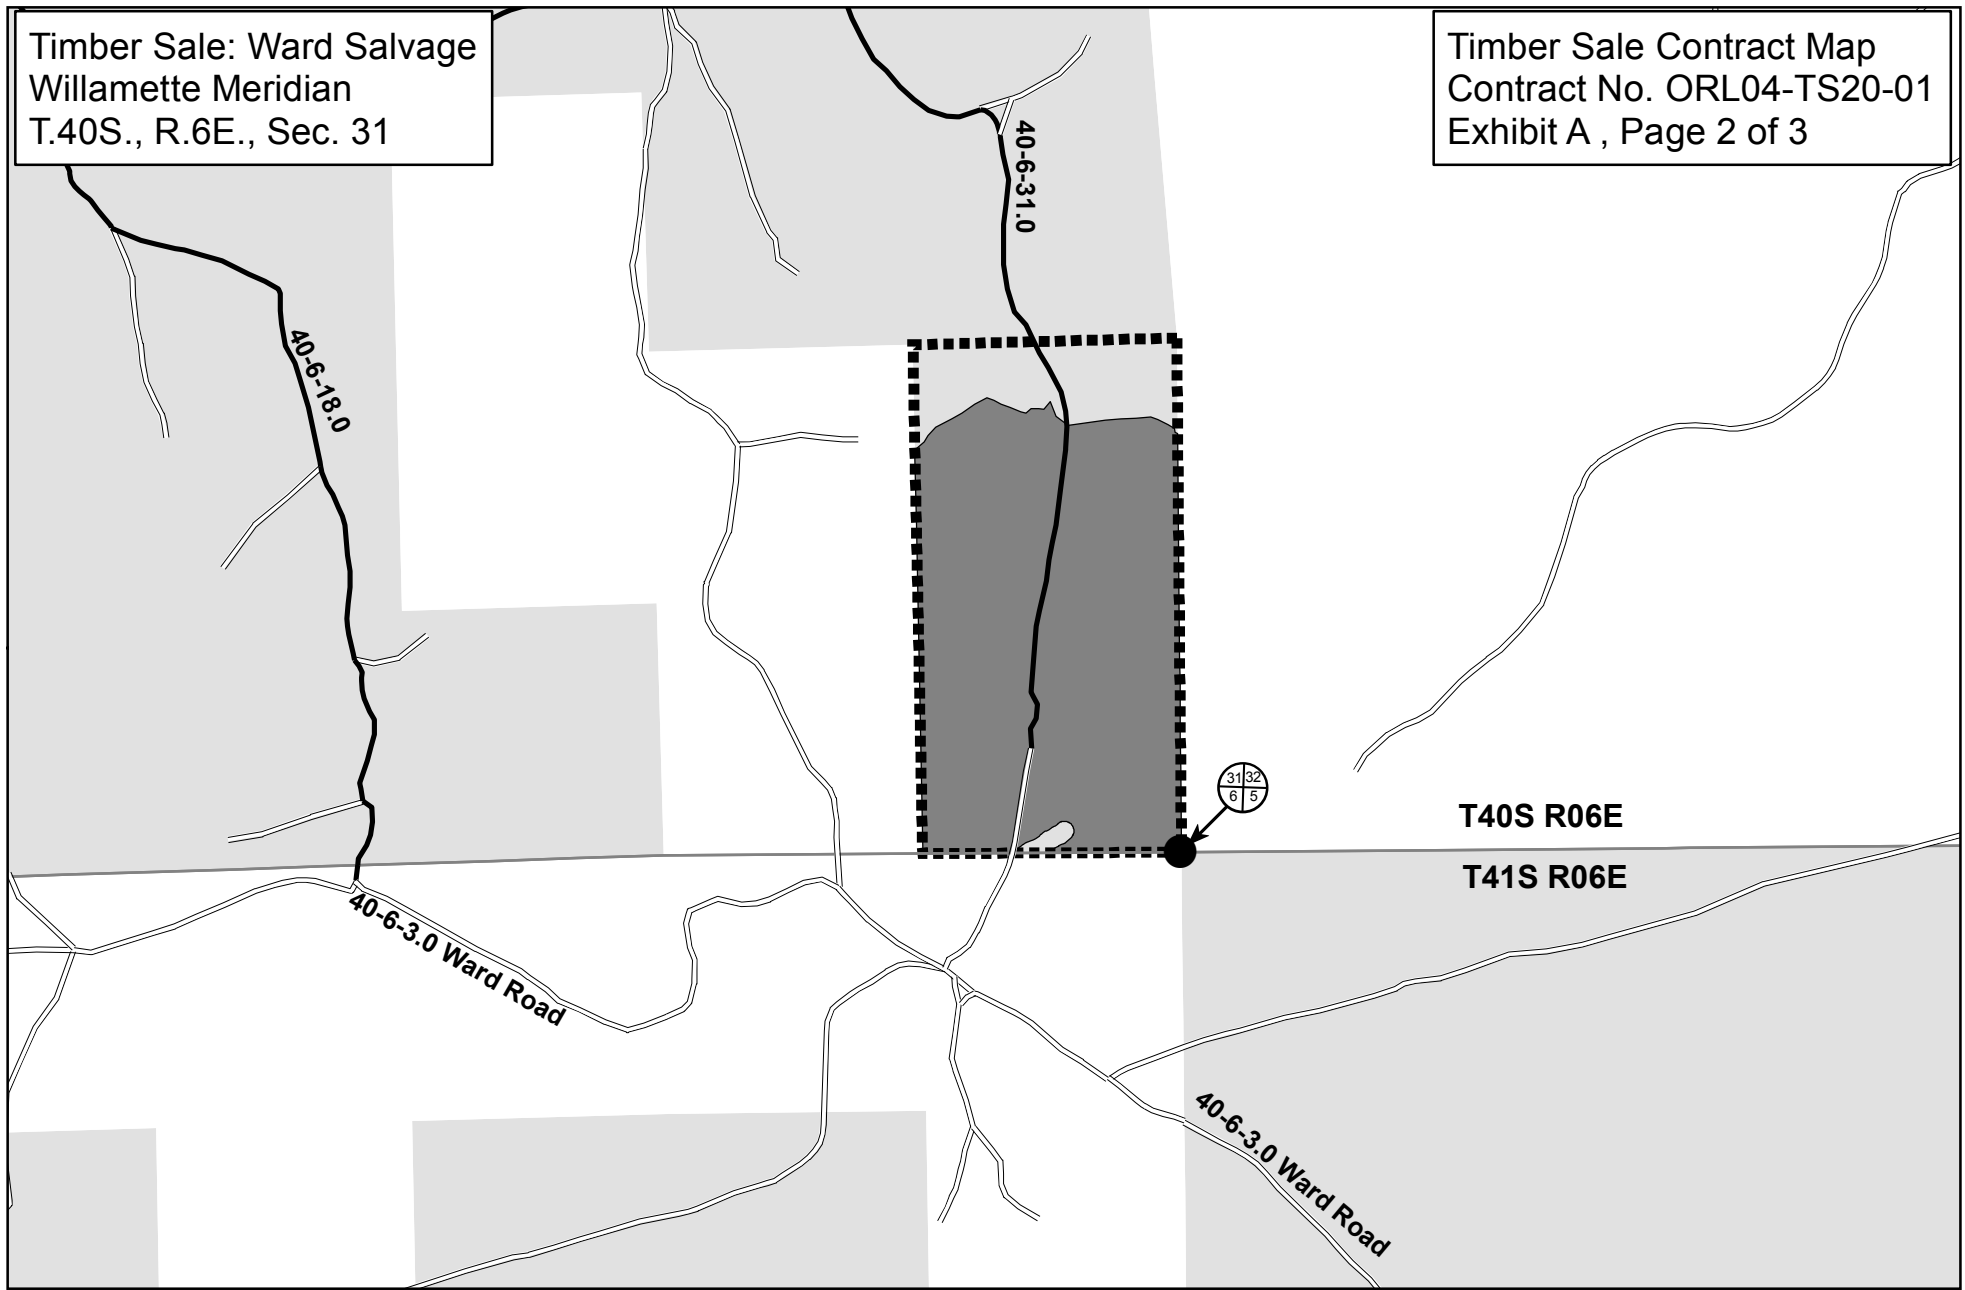 Timber Sale: Ward Salvage
Willamette Meridian
T.40S., R.6E., Sec. 31
Timber Sale Contract Map
Contract No. ORL04-TS20-01
Exhibit A , Page 2 of 3
40-6-31.0
40-6-18.0
31 32
6 5
T40S R06E
T41S R06E
40-6-3.0 Ward Road
40-6-3.0 Ward Road